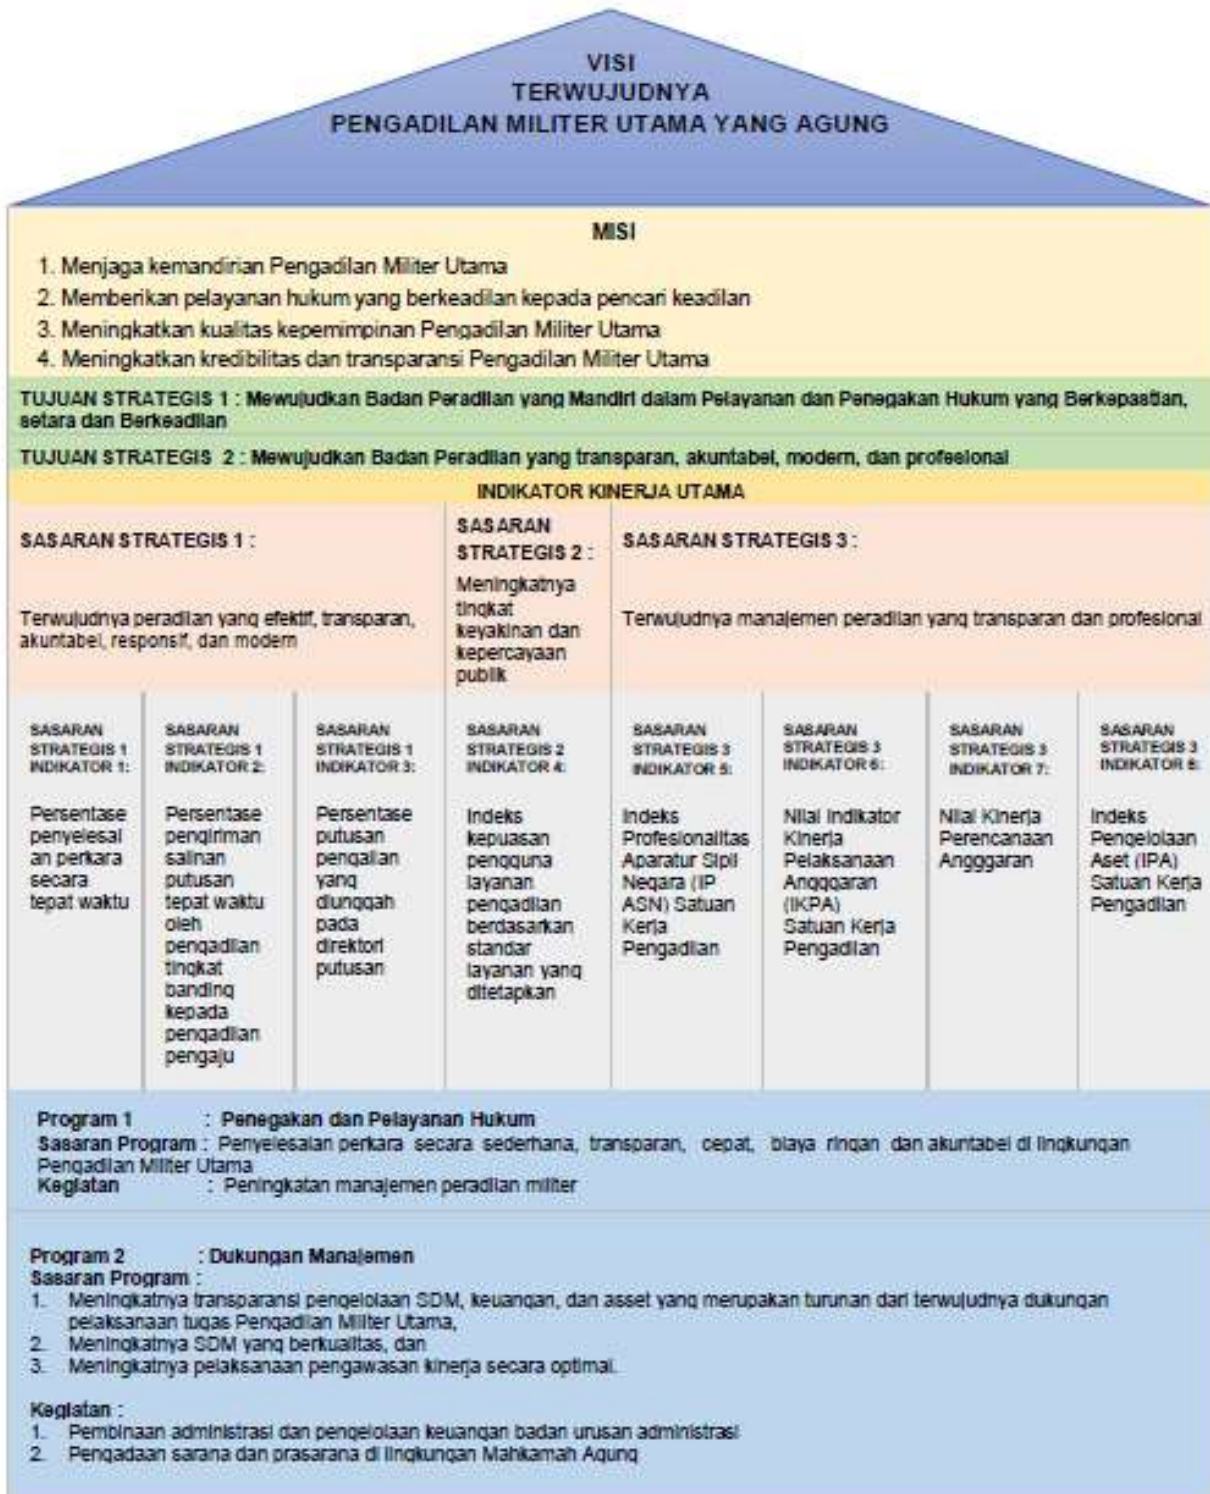 VISI
TERWUJUDNYA
PENGADILAN MILITER UTAMA YANG AGUNG
MISI
1. Menjaga kemandirian Pengadilan Militer Utama
2. Memberikan pelayanan hukum yang berkeadilan kepada pencari keadilan
3. Meningkatkan kualitas kepemimpinan Pengadilan Militer Utama
4. Meningkatkan kredibilitas dan transparansi Pengadilan Militer Utama
TUJUAN STRATEGIS 1 : Mewujudkan Badan Peradilan yang Mandiri dalam Pelayanan dan Penegakan Hukum yang Berkepastian,
setara dan Berkeadilan
TUJUAN STRATEGIS 2 : Mewujudkan Badan Peradilan yang transparan, akuntabel, modern, dan profesional
INDIKATOR KINERJA UTAMA
SASARAN STRATEGIS 1 :
Terwujudnya peradilan yang efektif, transparan,
akuntabel, responsif, dan modern
SASARAN
STRATEGIS 2 :
Meningkatnya
tingkat
keyakinan dan
kepercayaan
publik
SASARAN STRATEGIS 3 :
Terwujudnya manajemen peradilan yang transparan dan profesional
SASARAN
STRATEGIS 1
INDIKATOR 1:
Persentase
penyelesai
an perkara
secara
tepat waktu
SASARAN
STRATEGIS 1
INDIKATOR 2:
Persentase
pengiriman
salinan
putusan
tepat waktu
oleh
pengadilan
tingkat
banding
kepada
pengadilan
pengaju
SASARAN
STRATEGIS 1
INDIKATOR 3:
Persentase
putusan
pengalian
yang
diunggah
pada
direktori
putusan
SASARAN
STRATEGIS 2
INDIKATOR 4:
Indeks
kepuasan
pengguna
layanan
pengadilan
berdasarkan
standar
layanan yang
ditetapkan
SASARAN
STRATEGIS 3
INDIKATOR 5:
Indeks
Profesionalitas
Aparatur Sipil
Negara (IP
ASN) Satuan
Kerja
Pengadilan
SASARAN
STRATEGIS 3
INDIKATOR 6:
Nilai Indikator
Kinerja
Pelaksanaan
Angggaran
(IKPA)
Satuan Kerja
Pengadilan
SASARAN
STRATEGIS 3
INDIKATOR 7:
Nilai Kinerja
Perencanaan
Angggaran
SASARAN
STRATEGIS 3
INDIKATOR 8:
Indeks
Pengelolaan
Aset (IPA)
Satuan Kerja
Pengadilan
Program 1 : Penegakan dan Pelayanan Hukum
Sasaran Program : Penyelesaian perkara secara sederhana, transparan, cepat, biaya ringan dan akuntabel di lingkungan
Pengadilan Militer Utama
Kegiatan : Peningkatan manajemen peradilan militer
Program 2 : Dukungan Manajemen
Sasaran Program :
1. Meningkatnya transparansi pengelolaan SDM, keuangan, dan asset yang merupakan turunan dari terwujudnya dukungan
pelaksanaan tugas Pengadilan Militer Utama,
2. Meningkatnya SDM yang berkualitas, dan
3. Meningkatnya pelaksanaan pengawasan kinerja secara optimal.
Kegiatan :
1. Pembinaan administrasi dan pengelolaan keuangan badan urusan administrasi
2. Pengadaan sarana dan prasarana di lingkungan Mahkamah Agung